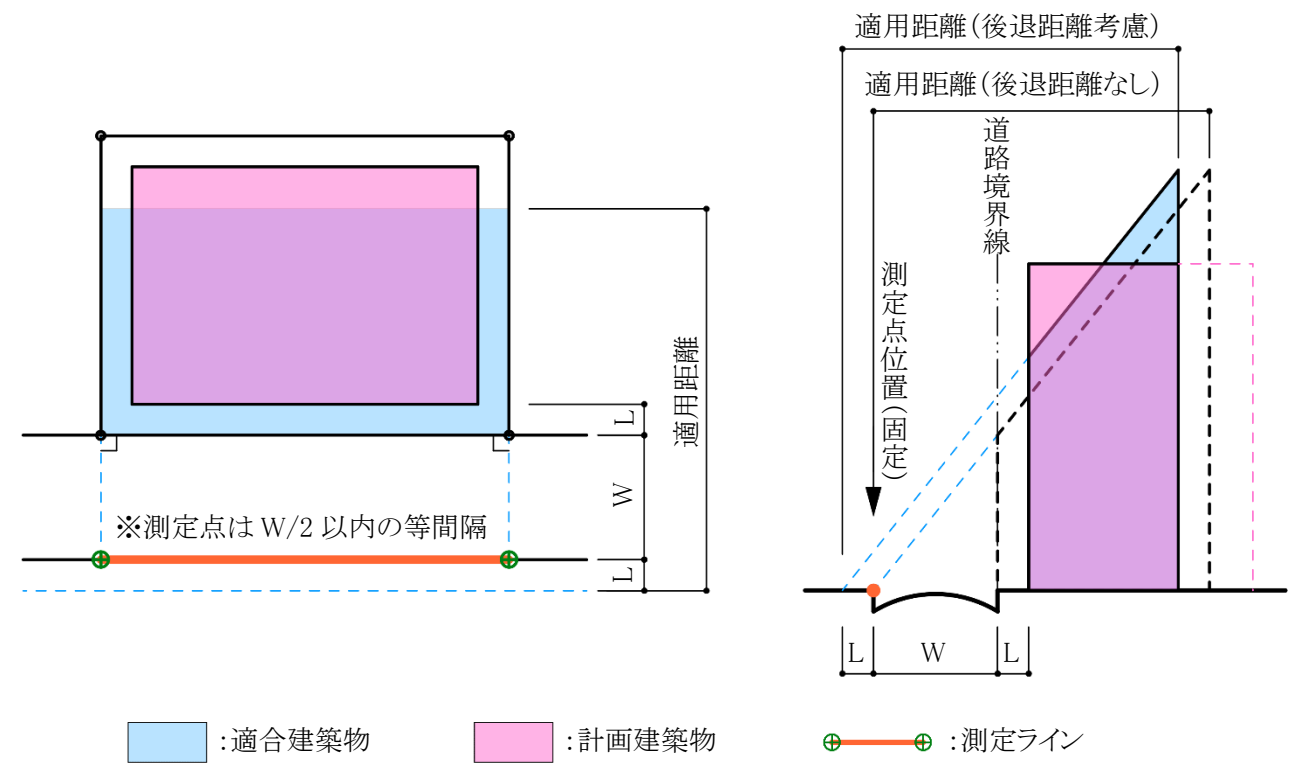 適用距離(後退距離考慮)
適用距離(後退距離なし)
道路境界線
測定点位置(固定)
適用距離
L
W
L
※測定点は W/2 以内の等間隔
L
W
L
:適合建築物
:計画建築物
:測定ライン